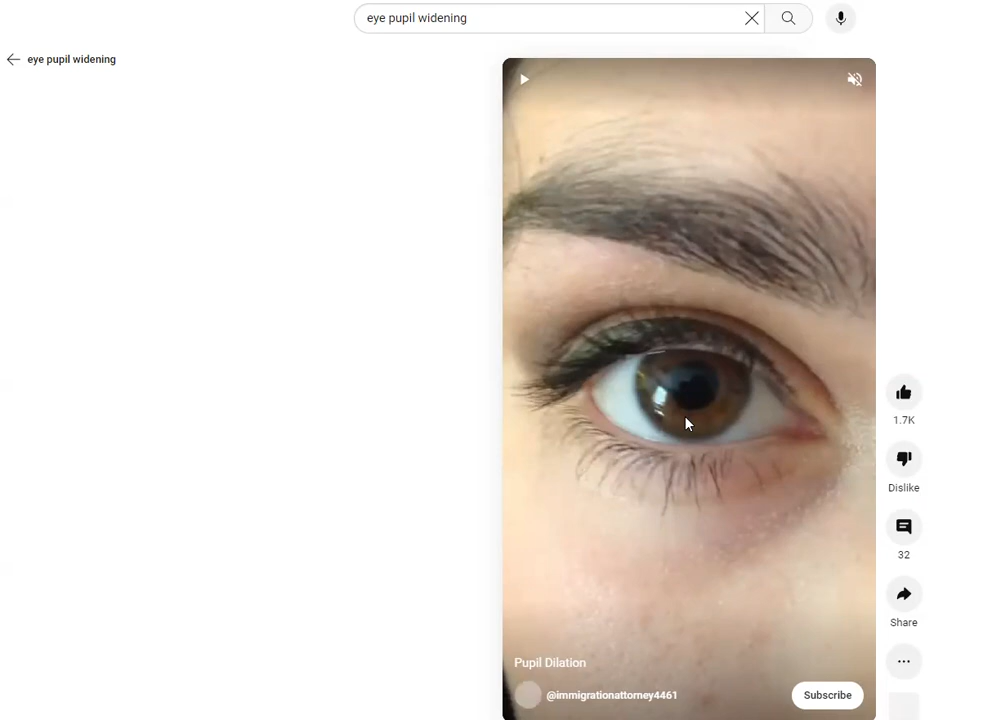 eye pupil widening
eye pupil widening
1.7K
Dislike
32
Share
Pupil Dilation
@immigrationattorney4461
Subscribe